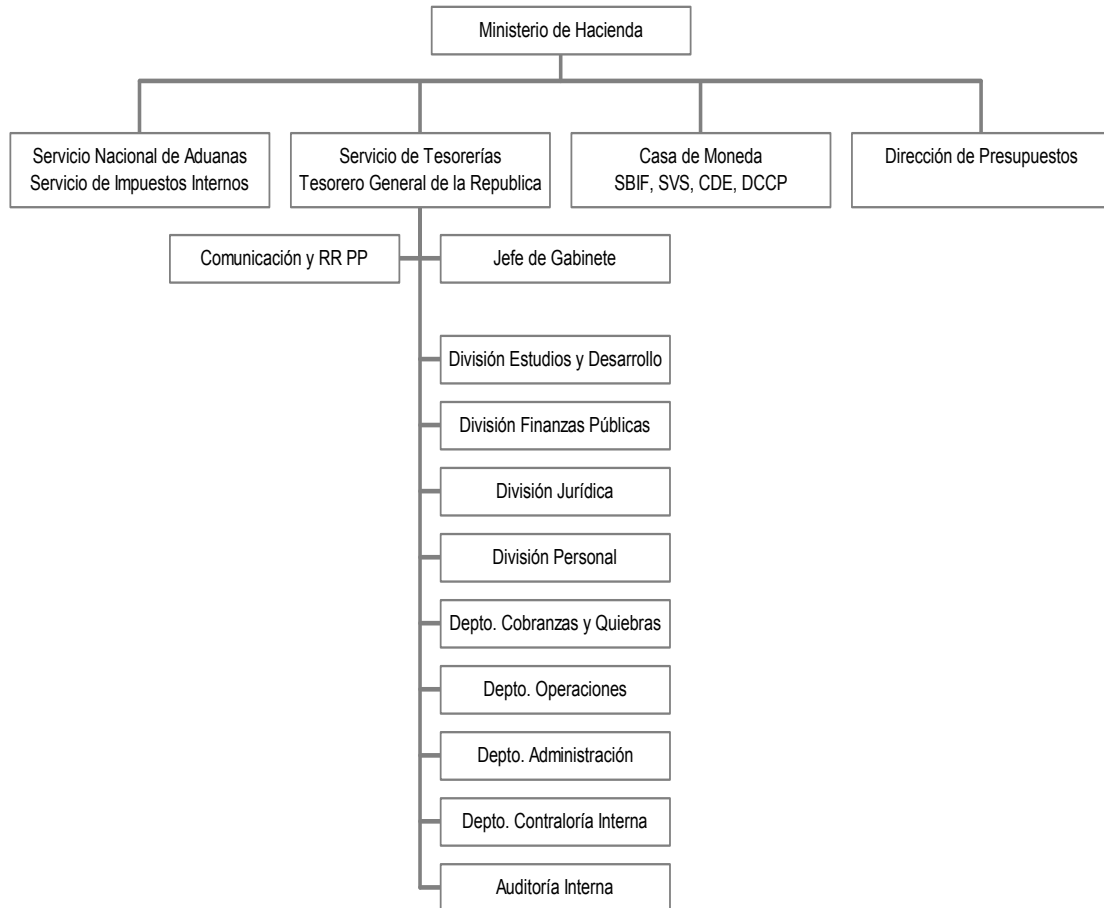 Ministerio de Hacienda
Servicio Nacional de Aduanas
Servicio de Impuestos Internos
Servicio de Tesorerías
Tesorero General de la Republica
Casa de Moneda
SBIF, SVS, CDE, DCCP
Dirección de Presupuestos
Comunicación y RR PP
Jefe de Gabinete
División Estudios y Desarrollo
División Finanzas Públicas
División Jurídica
División Personal
Depto. Cobranzas y Quiebras
Depto. Operaciones
Depto. Administración
Depto. Contraloría Interna
Auditoría Interna